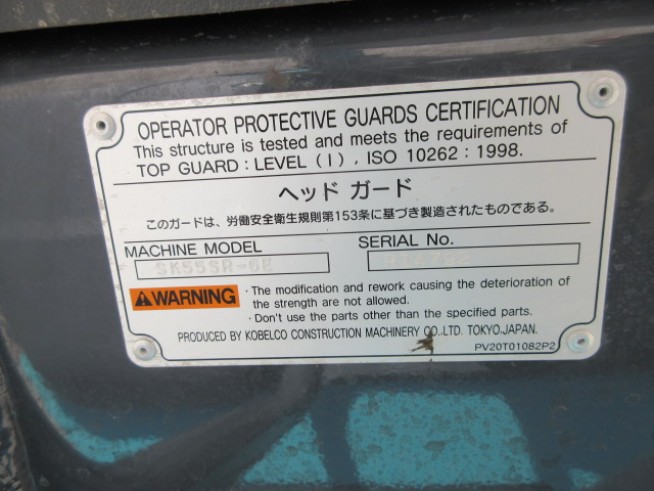 OPERATOR PROTECTIVE GUARDS CERTIFICATION
This structure is tested and meets the requirements of
TOP GUARD : LEVEL ( I ) , ISO 10262 : 1998.
ヘッド ガード
このガードは、労働安全衛生規則第153条に基づき製造されたものである。
MACHINE MODEL
SERIAL No.
WARNING
· The modification and rework causing the deterioration of
the strength are not allowed.
· Don't use the parts other than the specified parts.
PRODUCED BY KOBELCO CONSTRUCTION MACHINERY CO.,LTD. TOKYO.JAPAN.
PV20T01082P2